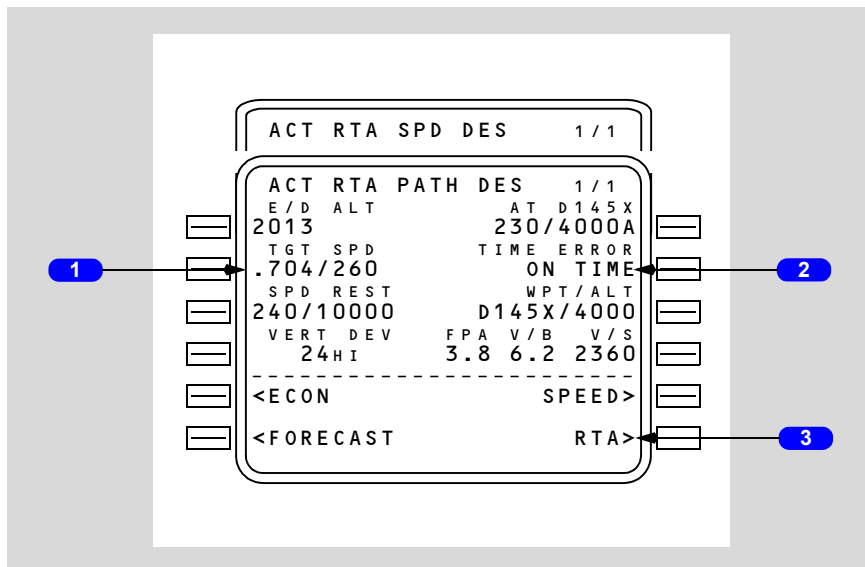 ACT RTA SPD DES 1/1
ACT RTA PATH DES 1/1
E/D ALT AT D145X
2013 230/4000A
TGT SPD TIME ERROR
.704/260 ON TIME
SPD REST WPT/ALT
240/10000 D145X/4000
VERT DEV FPA V/B V/S
24HI 3.8 6.2 2360
------------------------
<ECON SPEED>
<FORECAST RTA>
1
2
3